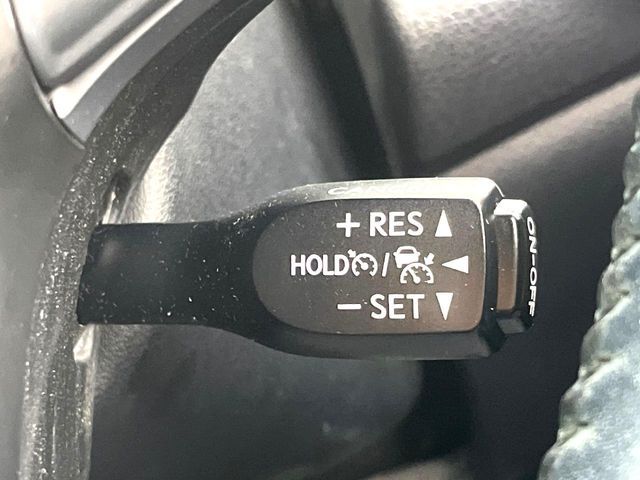 + RES ▲
HOLD / ◀
− SET ▼
ON-OFF